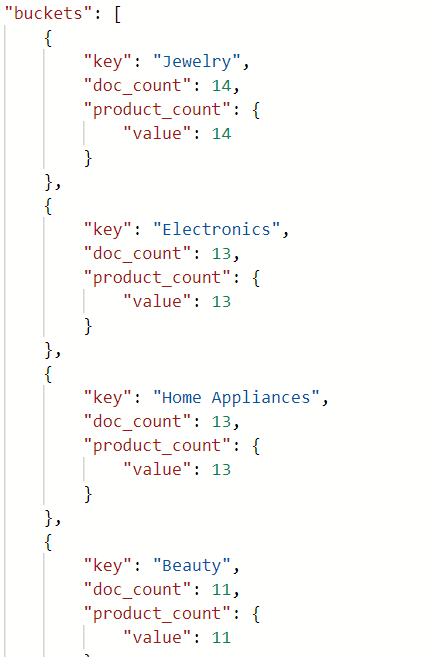 "buckets": [
{
"key": "Jewelry",
"doc_count": 14,
"product_count": {
"value": 14
}
},
{
"key": "Electronics",
"doc_count": 13,
"product_count": {
"value": 13
}
},
{
"key": "Home Appliances",
"doc_count": 13,
"product_count": {
"value": 13
}
},
{
"key": "Beauty",
"doc_count": 11,
"product_count": {
"value": 11
}